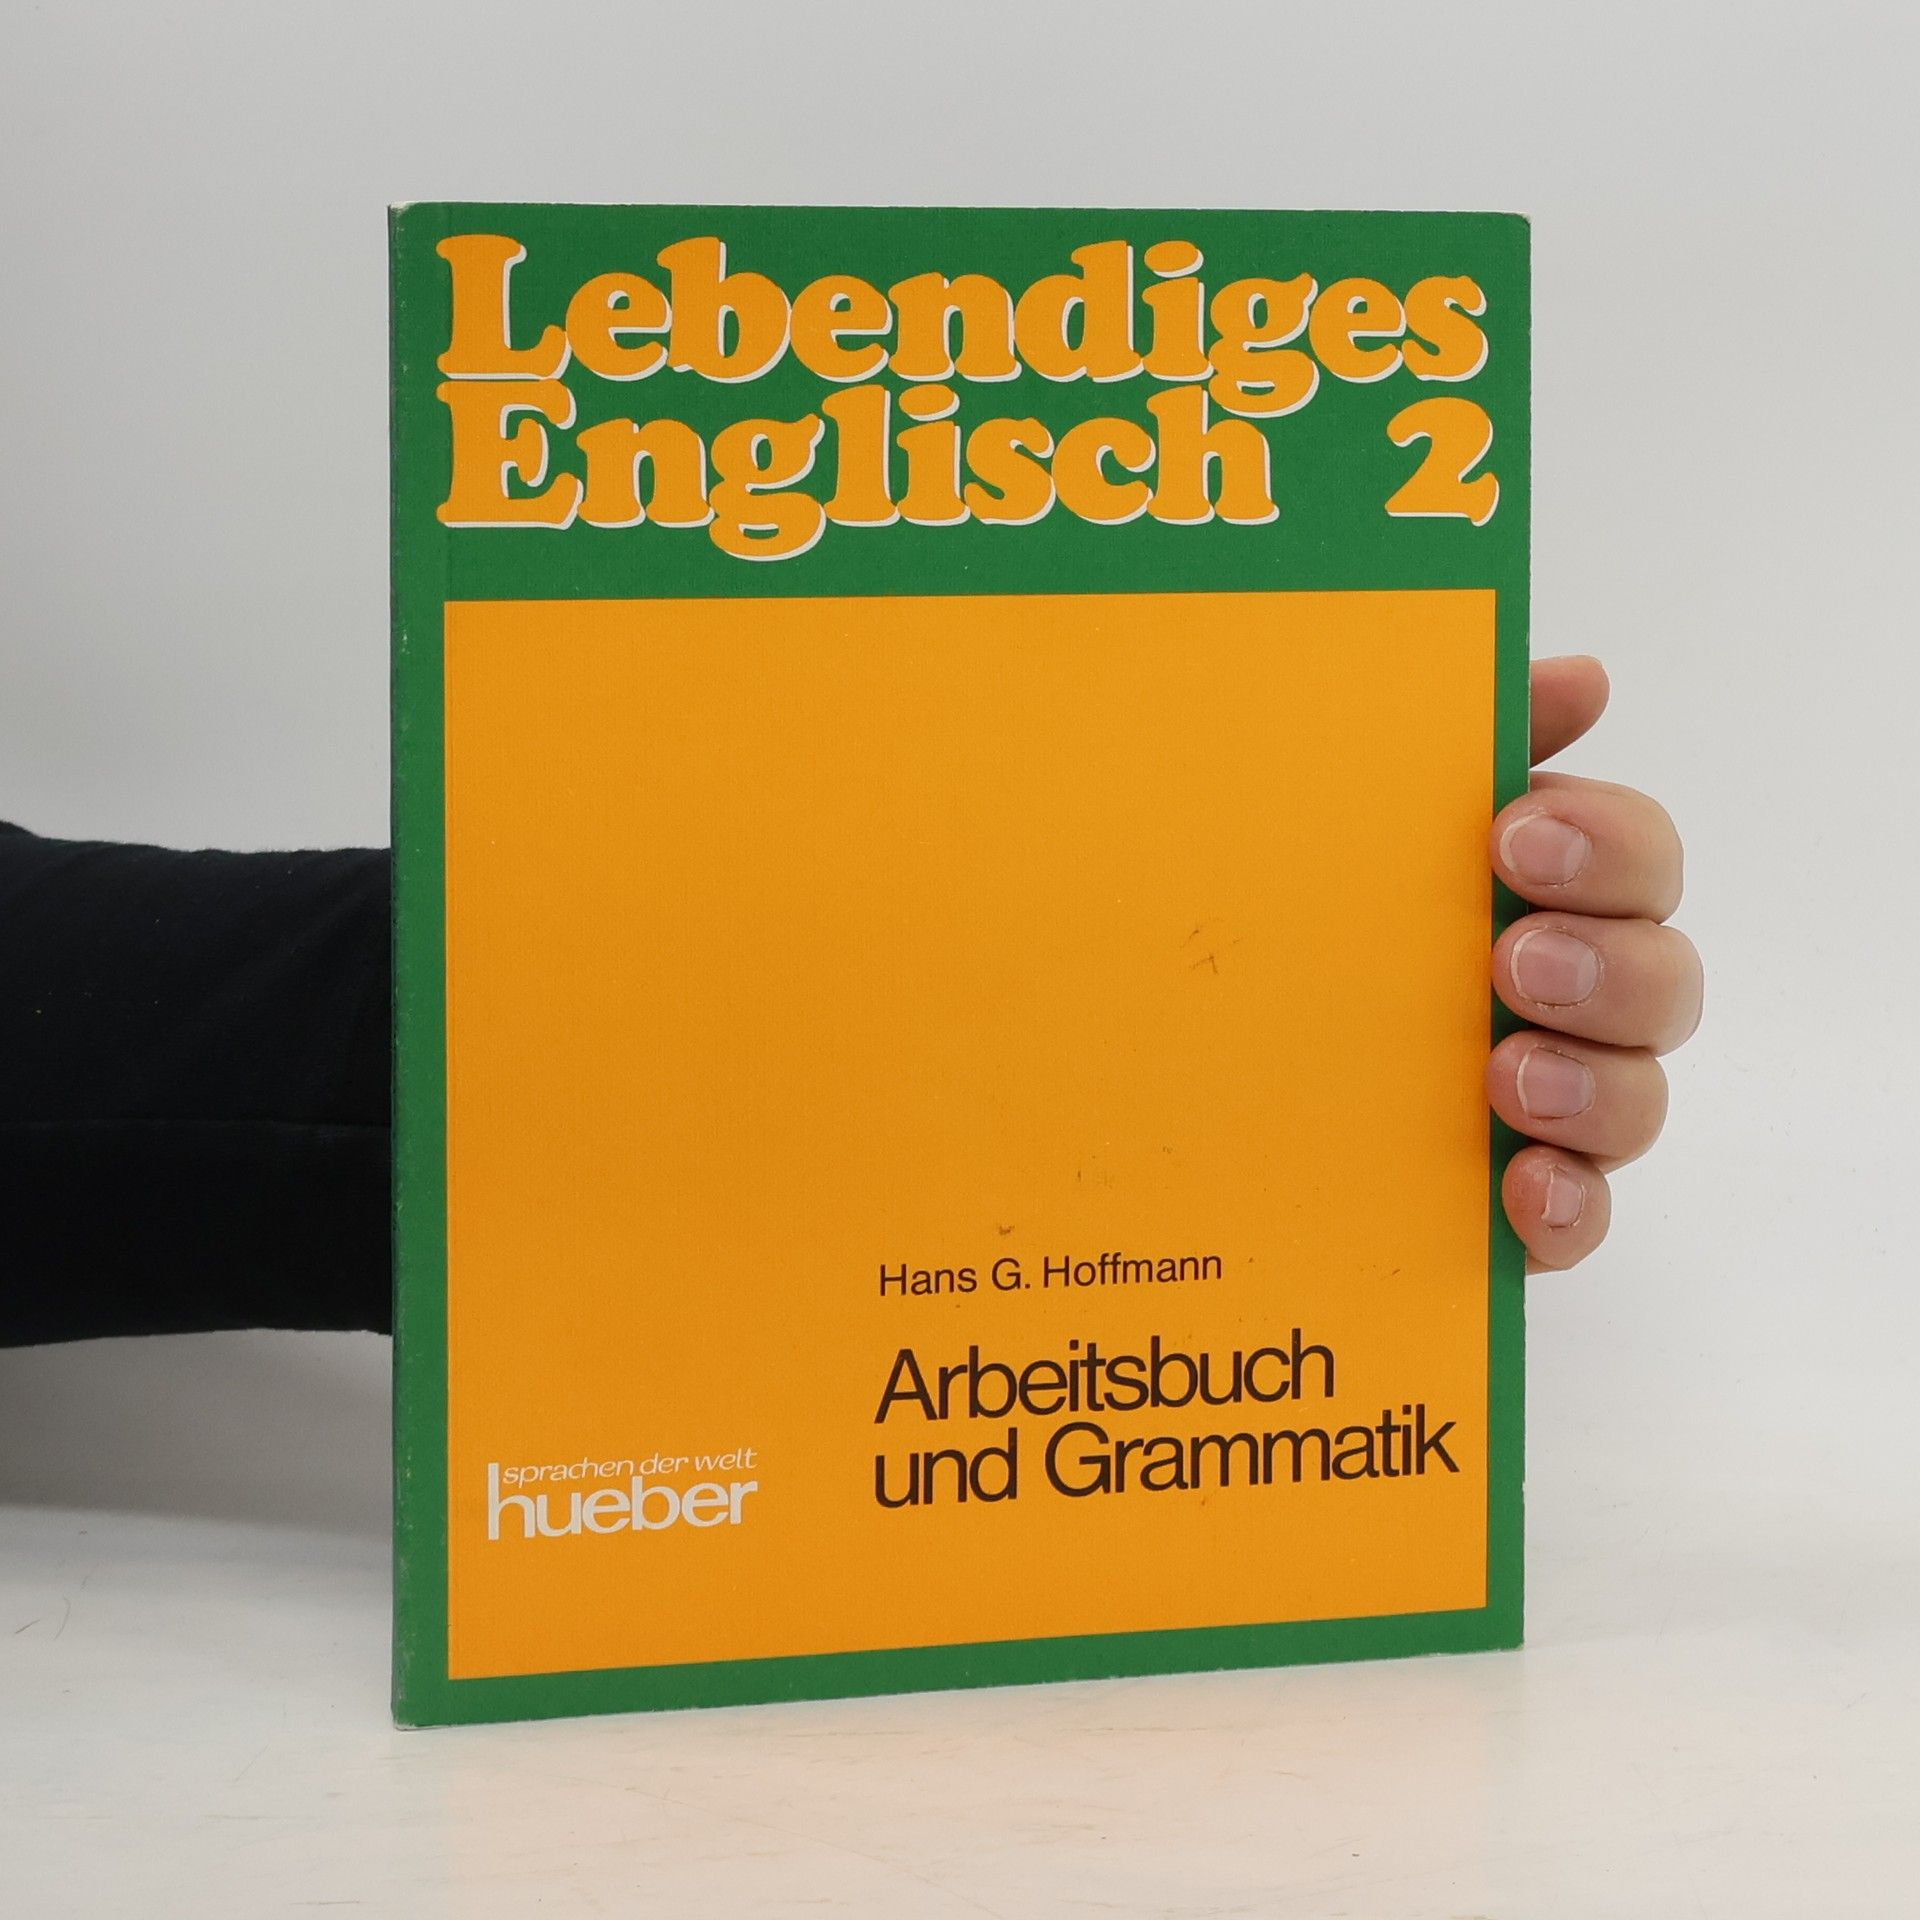 Lebendiges
Englisch 2
Hans G. Hoffmann
Arbeitsbuch
und Grammatik
sprachen der welt
hueber